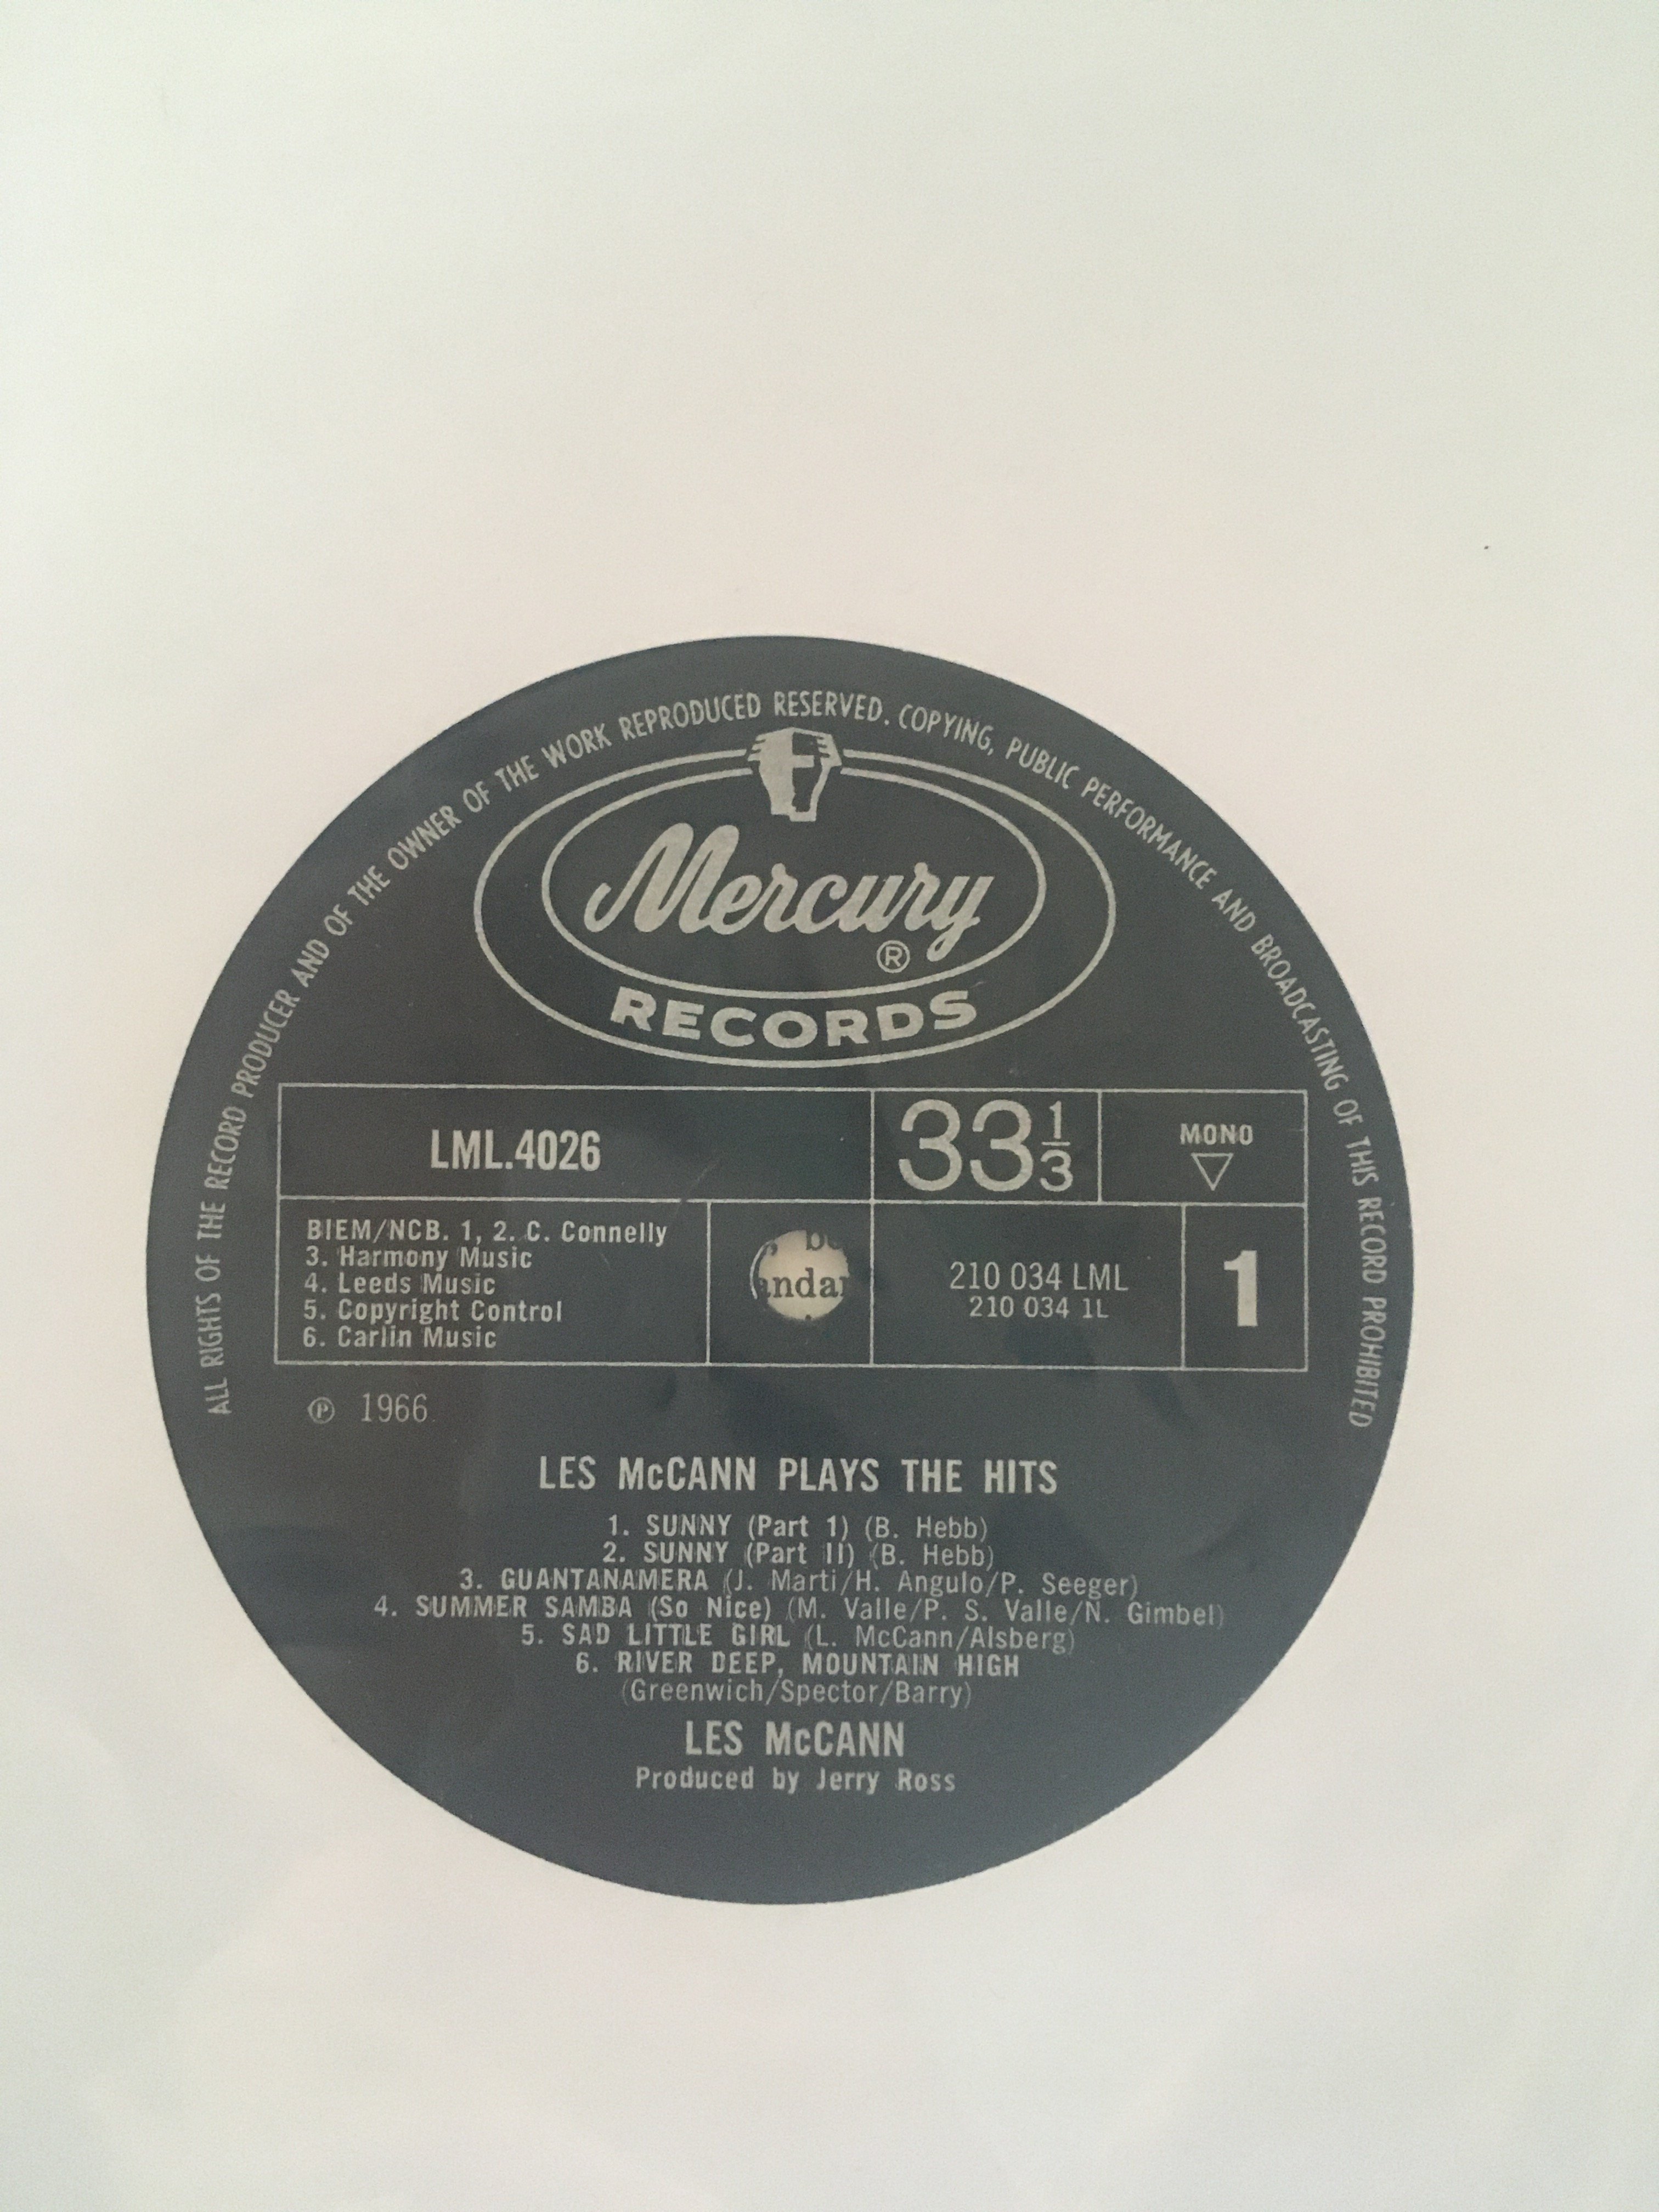 ALL RIGHTS OF THE RECORD PRODUCER AND OF THE OWNER OF THE WORK REPRODUCED RESERVED. COPYING, PUBLIC PERFORMANCE AND BROADCASTING OF THIS RECORD PROHIBITED
Mercury
®
RECORDS
LML.4026
33 1/3
MONO
BIEM/NCB. 1, 2. C. Connelly
3. Harmony Music
4. Leeds Music
5. Copyright Control
6. Carlin Music
210 034 LML
210 034 1L
1
℗ 1966
LES McCANN PLAYS THE HITS
1. SUNNY (Part 1) (B. Hebb)
2. SUNNY (Part II) (B. Hebb)
3. GUANTANAMERA (J. Marti/H. Angulo/P. Seeger)
4. SUMMER SAMBA (So Nice) (M. Valle/P. S. Valle/N. Gimbel)
5. SAD LITTLE GIRL (L. McCann/Alsberg)
6. RIVER DEEP, MOUNTAIN HIGH
(Greenwich/Spector/Barry)
LES McCANN
Produced by Jerry Ross